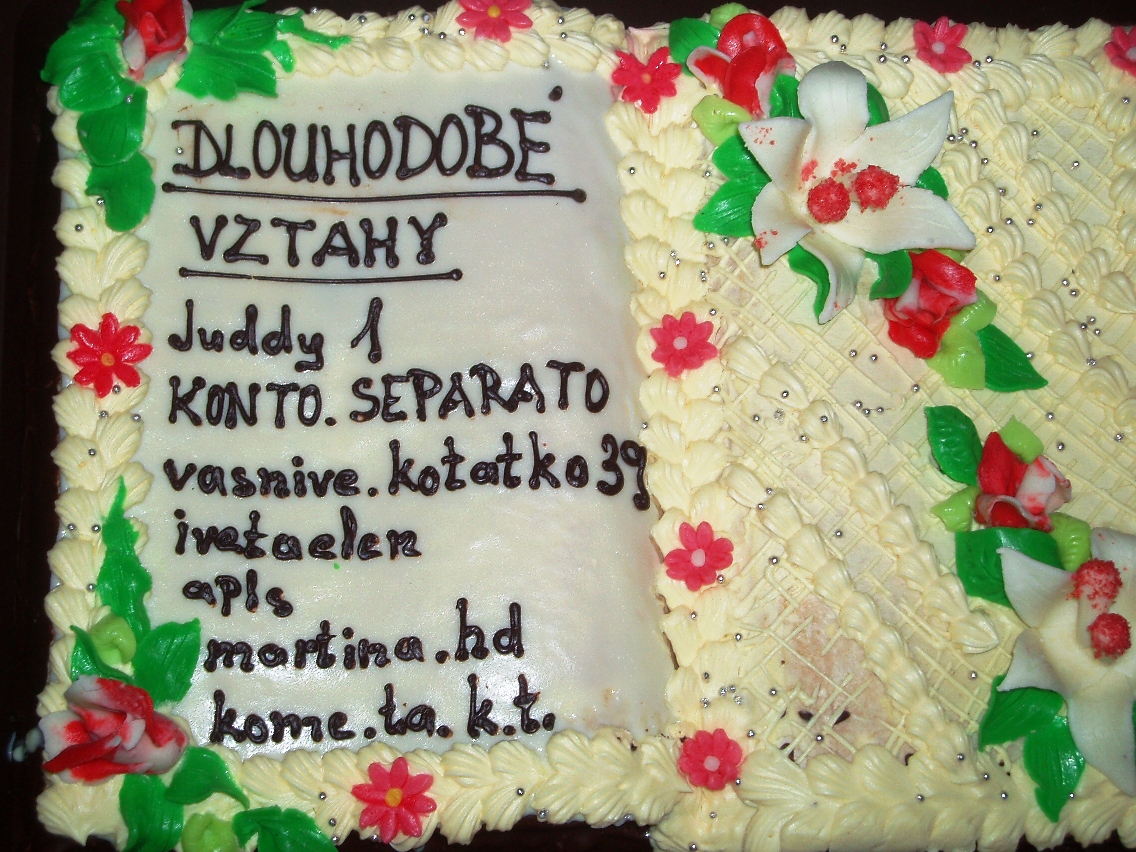 DLOUHODOBÉ
VZTAHY
Juddy 1
KONTO.SEPARATO
vasnive.kotatko39
ivetaelen
apls
martina.hd
kome.ta.k.t.